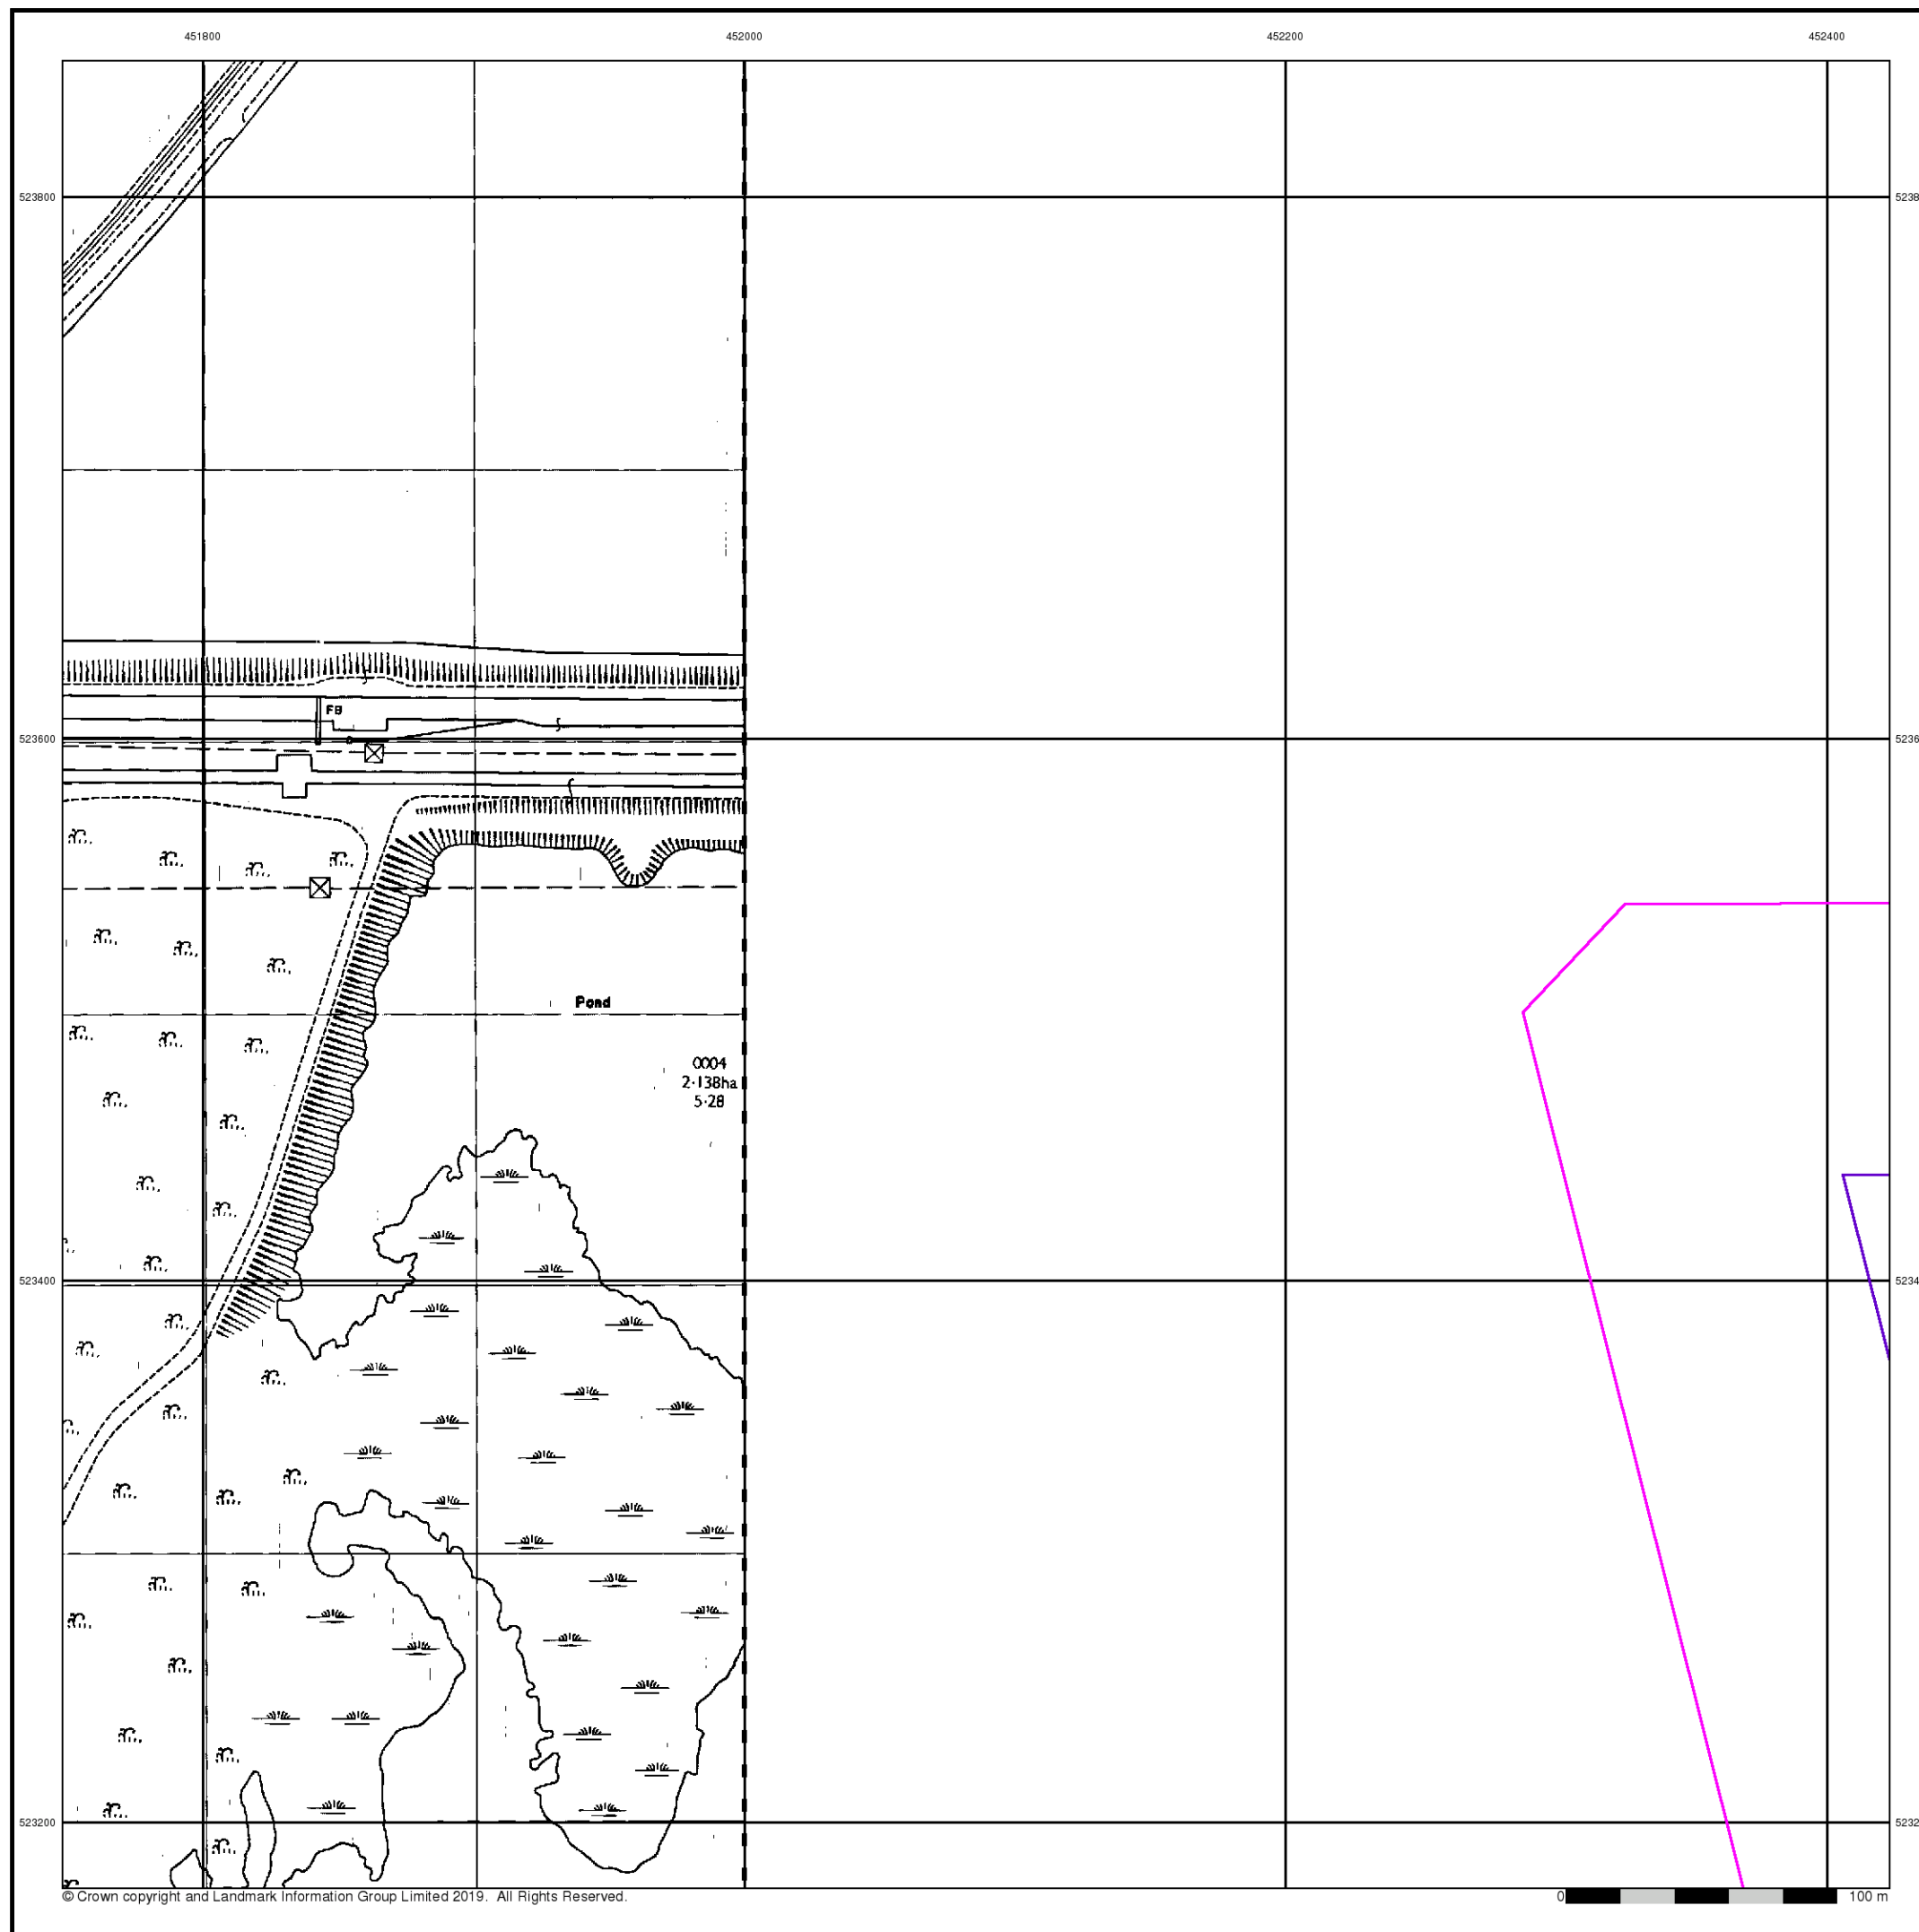 451800 452000 452200 452400
523800 5238
FB
523600 5236
Pond
0004
2·138ha
5·28
523400 5234
523200 5232
© Crown copyright and Landmark Information Group Limited 2019. All Rights Reserved. 0 100 m